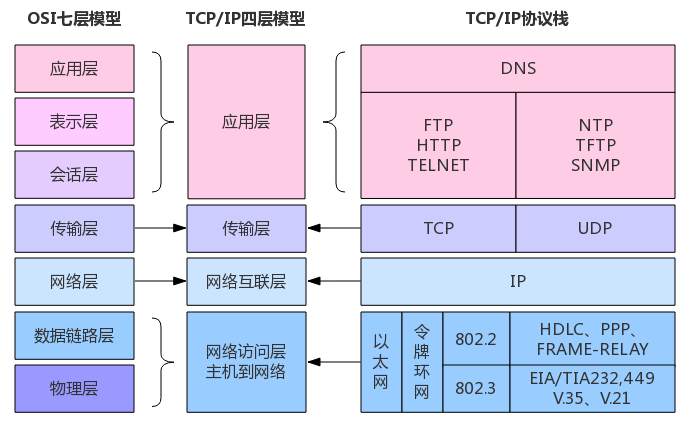 OSI七层模型
TCP/IP四层模型
TCP/IP协议栈
应用层
表示层
会话层
传输层
网络层
数据链路层
物理层
应用层
传输层
网络互联层
网络访问层
主机到网络
DNS
FTP
HTTP
TELNET
NTP
TFTP
SNMP
TCP
UDP
IP
以
太
网
令
牌
环
网
802.2
HDLC、PPP、
FRAME-RELAY
802.3
EIA/TIA232,449
V.35、V.21